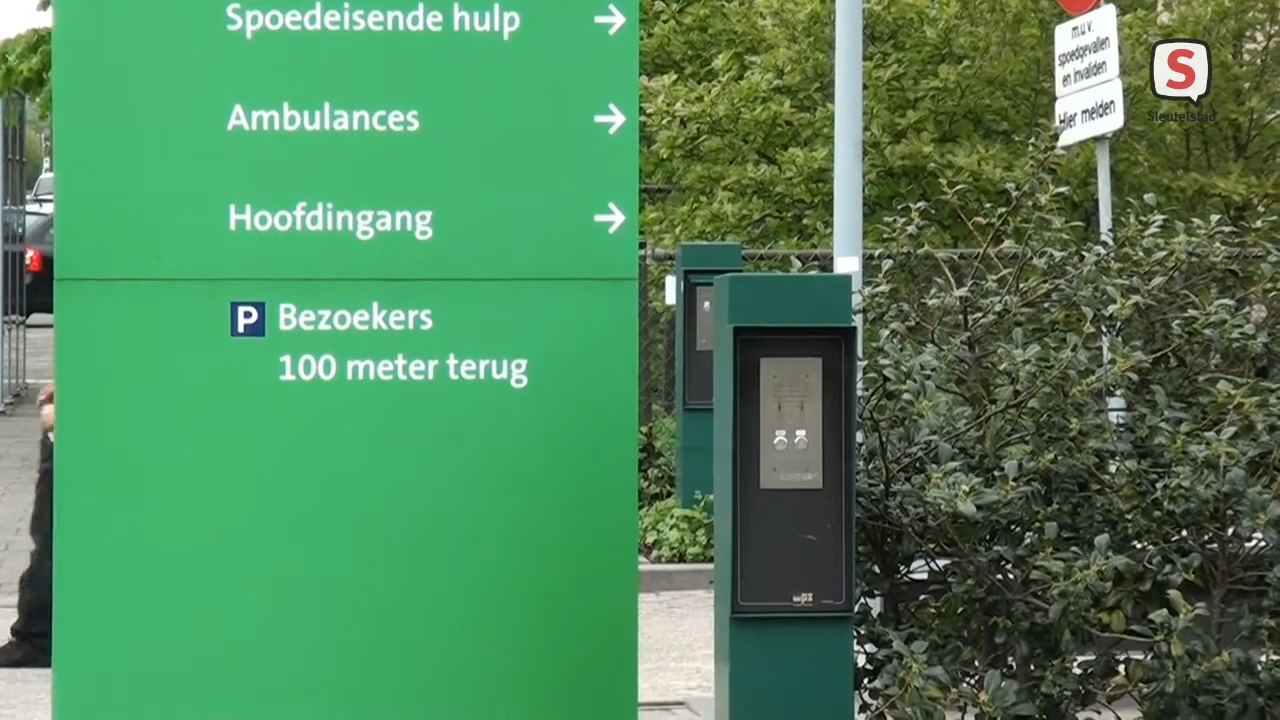 Spoedeisende hulp →
Ambulances →
Hoofdingang →
P Bezoekers
100 meter terug
m.u.v.
spoedgevallen
en invaliden
Hier melden
S
Sleutelstad